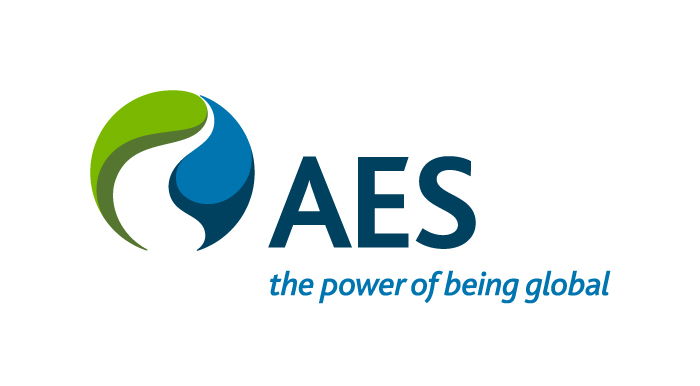 AES
the power of being global